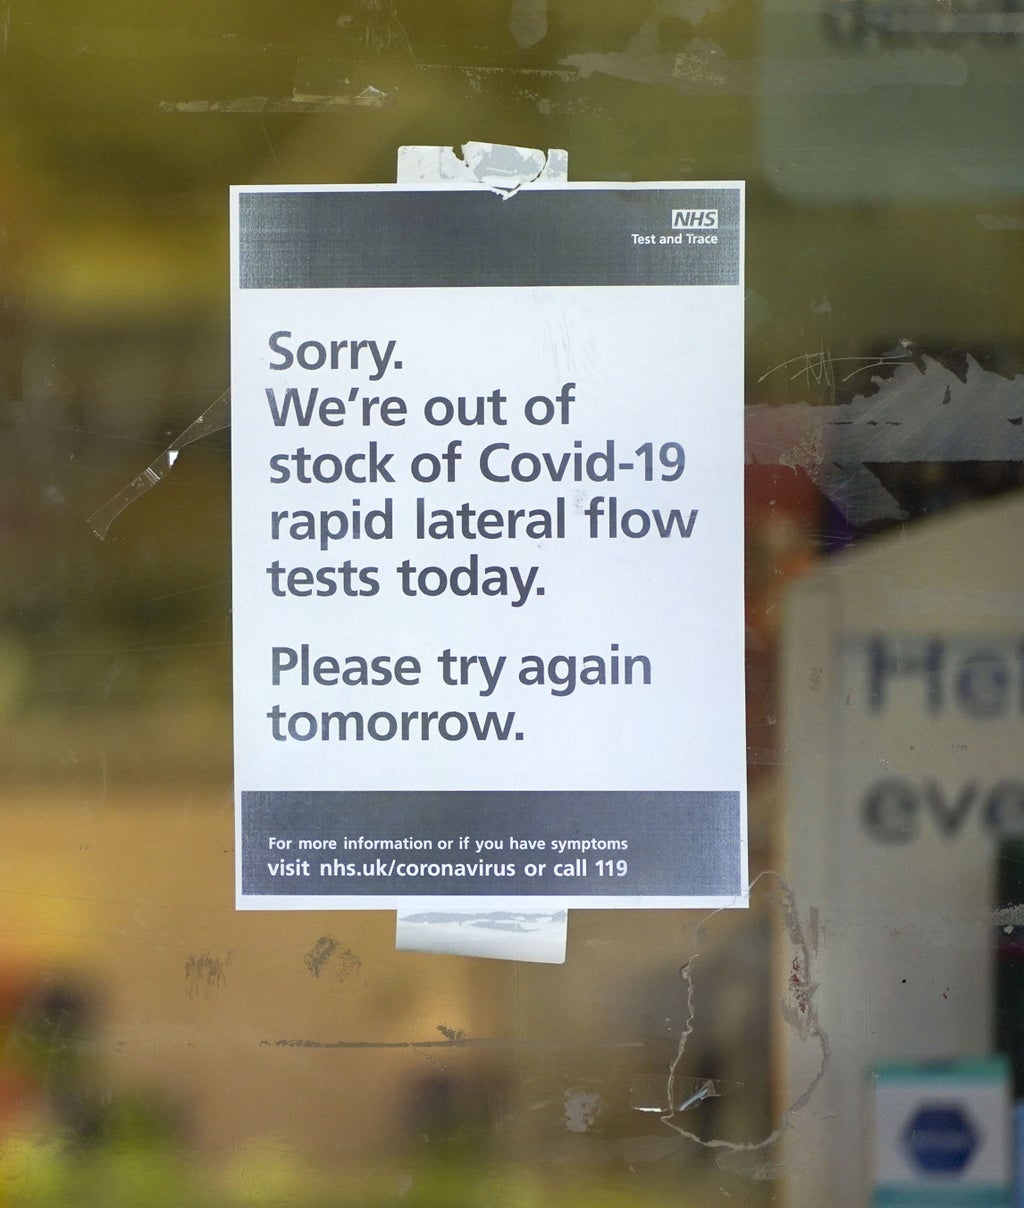 NHS
Test and Trace
Sorry.
We're out of
stock of Covid-19
rapid lateral flow
tests today.
Please try again
tomorrow.
For more information or if you have symptoms
visit nhs.uk/coronavirus or call 119